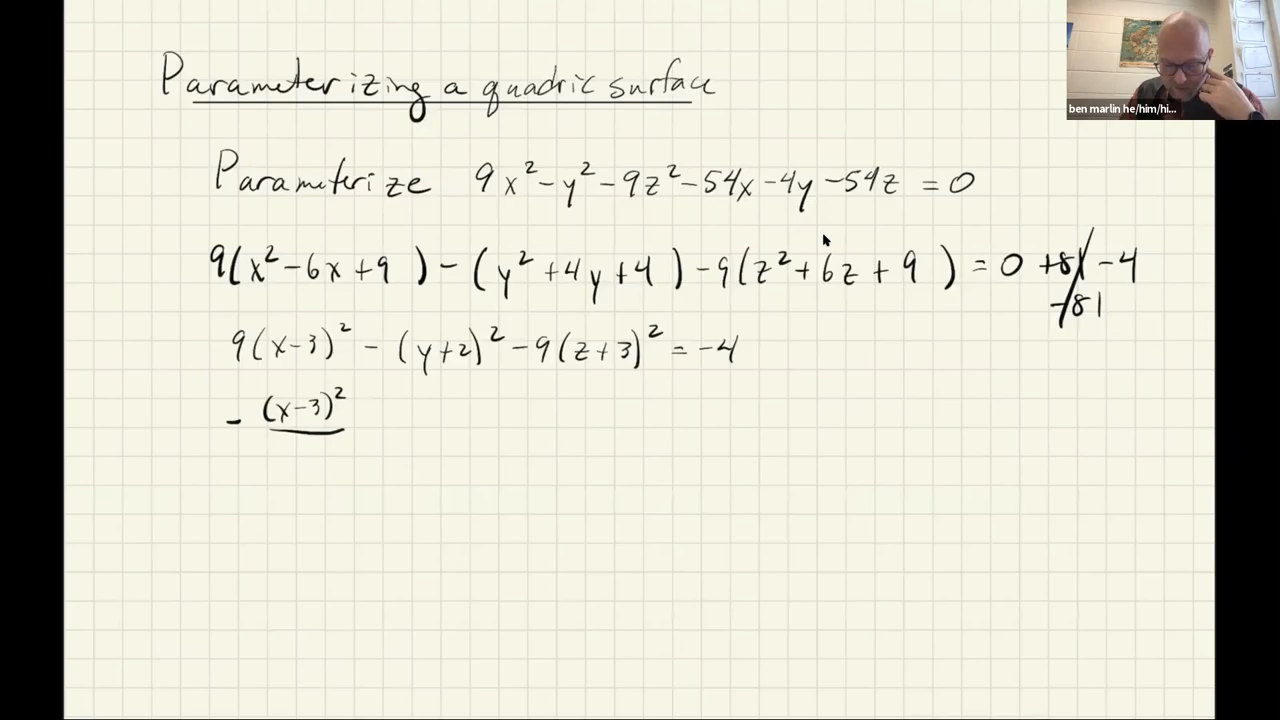 Parameterizing a quadric surface
Parameterize 9x² - y² - 9z² - 54x - 4y - 54z = 0
9(x² - 6x + 9 ) - (y² + 4y + 4 ) - 9(z² + 6z + 9 ) = 0 +81 - 4
-81
9(x-3)² - (y+2)² - 9(z+3)² = -4
- (x-3)²
ben marlin he/him/hi...